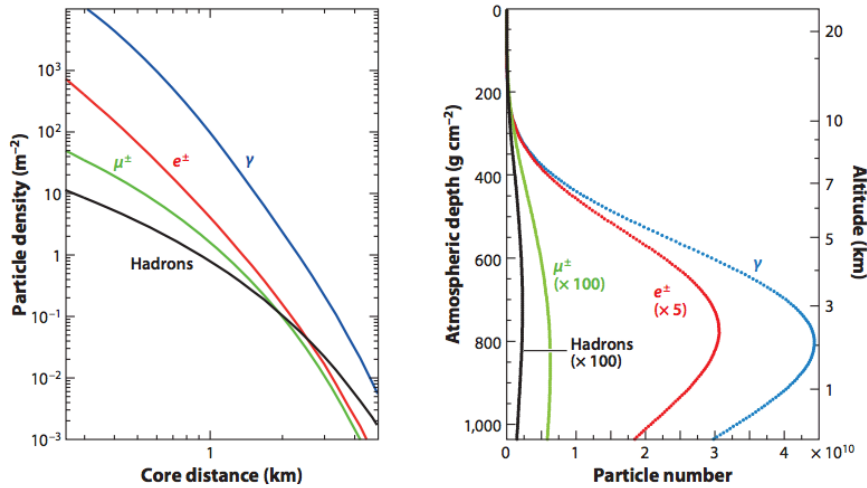 Particle density (m⁻²)
10³
10²
10
1
10⁻¹
10⁻²
10⁻³
μ±
e±
γ
Hadrons
1
Core distance (km)
Atmospheric depth (g cm⁻²)
0
200
400
600
800
1,000
μ±
(× 100)
e±
(× 5)
γ
Hadrons
(× 100)
0
1
2
3
4
× 10¹⁰
Particle number
20
10
7
5
3
1
Altitude (km)